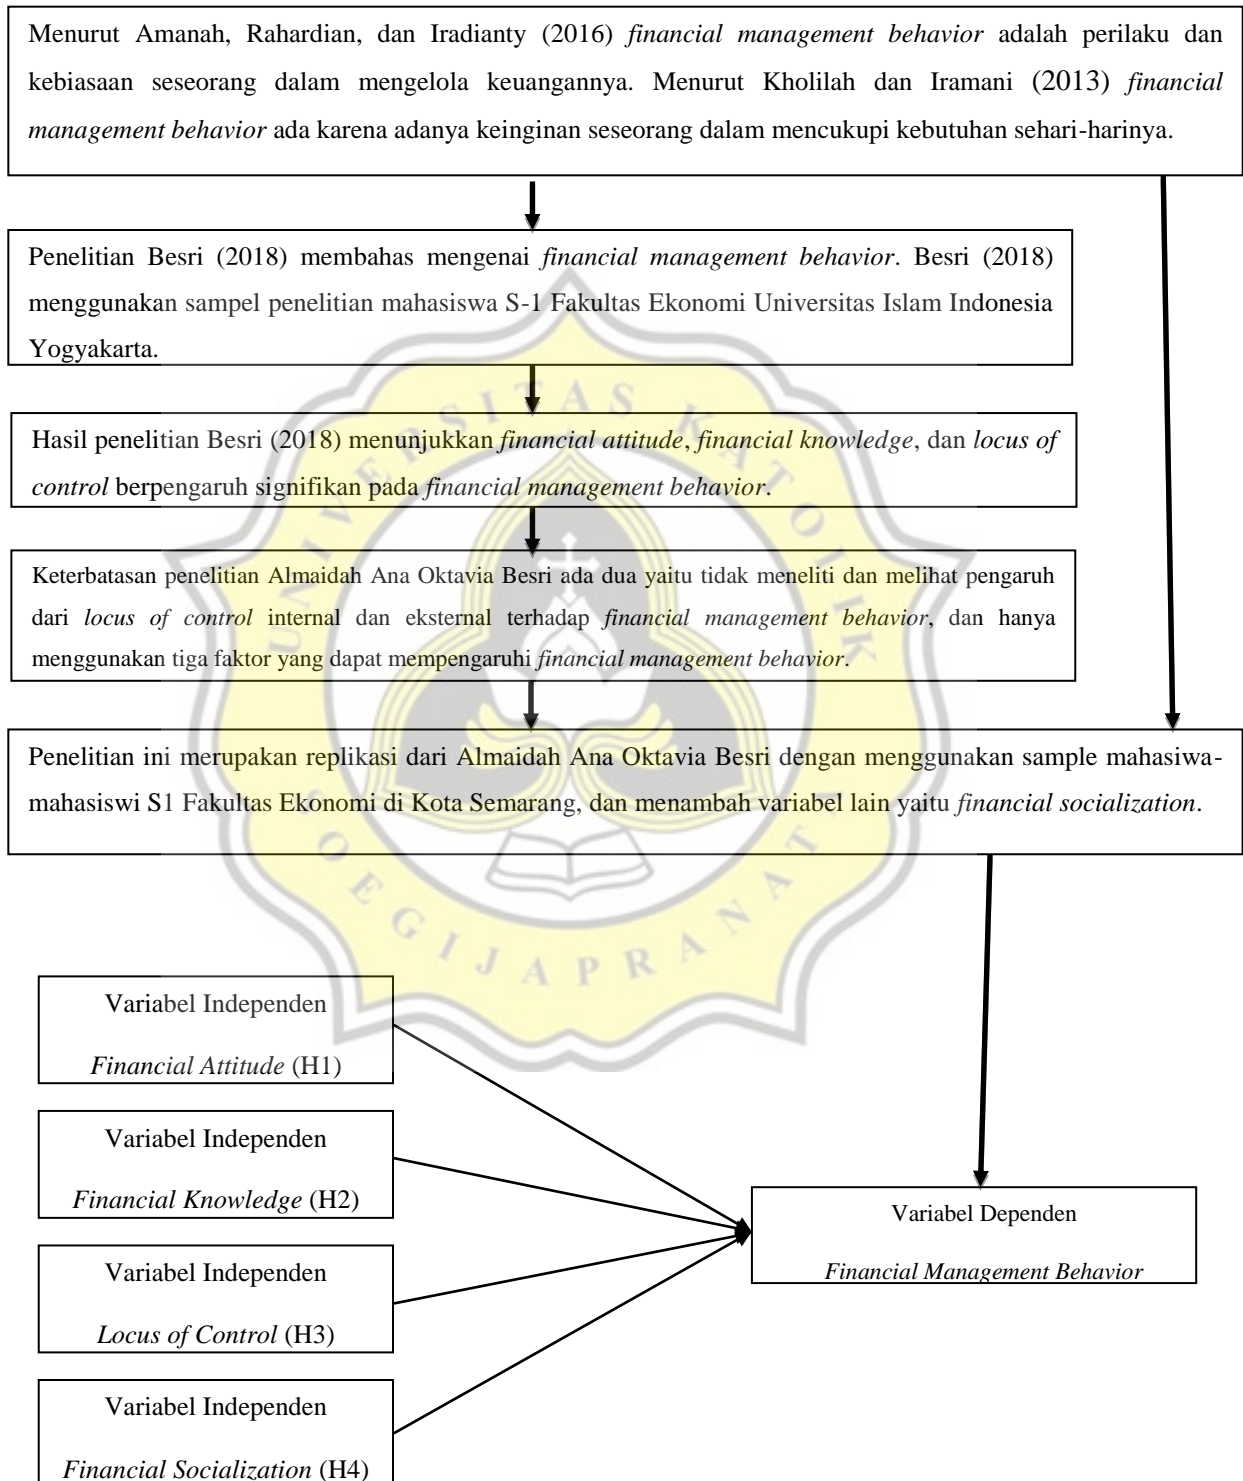 Menurut Amanah, Rahardian, dan Iradianty (2016) financial management behavior adalah perilaku dan
kebiasaan seseorang dalam mengelola keuangannya. Menurut Kholilah dan Iramani (2013) financial
management behavior ada karena adanya keinginan seseorang dalam mencukupi kebutuhan sehari-harinya.
Penelitian Besri (2018) membahas mengenai financial management behavior. Besri (2018)
menggunakan sampel penelitian mahasiswa S-1 Fakultas Ekonomi Universitas Islam Indonesia
Yogyakarta.
Hasil penelitian Besri (2018) menunjukkan financial attitude, financial knowledge, dan locus of
control berpengaruh signifikan pada financial management behavior.
Keterbatasan penelitian Almaidah Ana Oktavia Besri ada dua yaitu tidak meneliti dan melihat pengaruh
dari locus of control internal dan eksternal terhadap financial management behavior, dan hanya
menggunakan tiga faktor yang dapat mempengaruhi financial management behavior.
Penelitian ini merupakan replikasi dari Almaidah Ana Oktavia Besri dengan menggunakan sample mahasiwa-
mahasiswi S1 Fakultas Ekonomi di Kota Semarang, dan menambah variabel lain yaitu financial socialization.
UNIVERSITAS KATOLIK
SOEGIJAPRANATA
Variabel Independen
Financial Attitude (H1)
Variabel Independen
Financial Knowledge (H2)
Variabel Independen
Locus of Control (H3)
Variabel Independen
Financial Socialization (H4)
Variabel Dependen
Financial Management Behavior